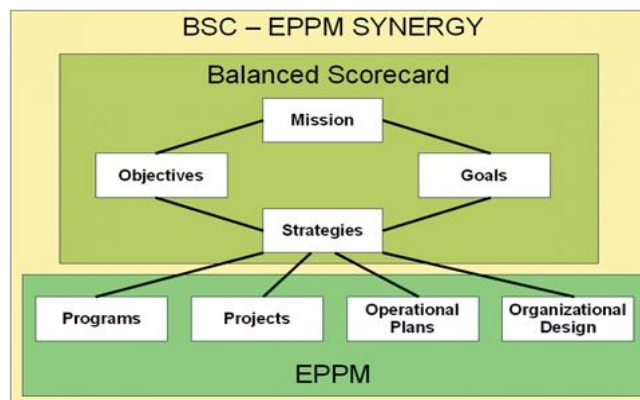 BSC – EPPM SYNERGY
Balanced Scorecard
Mission
Objectives
Goals
Strategies
Programs
Projects
Operational
Plans
Organizational
Design
EPPM